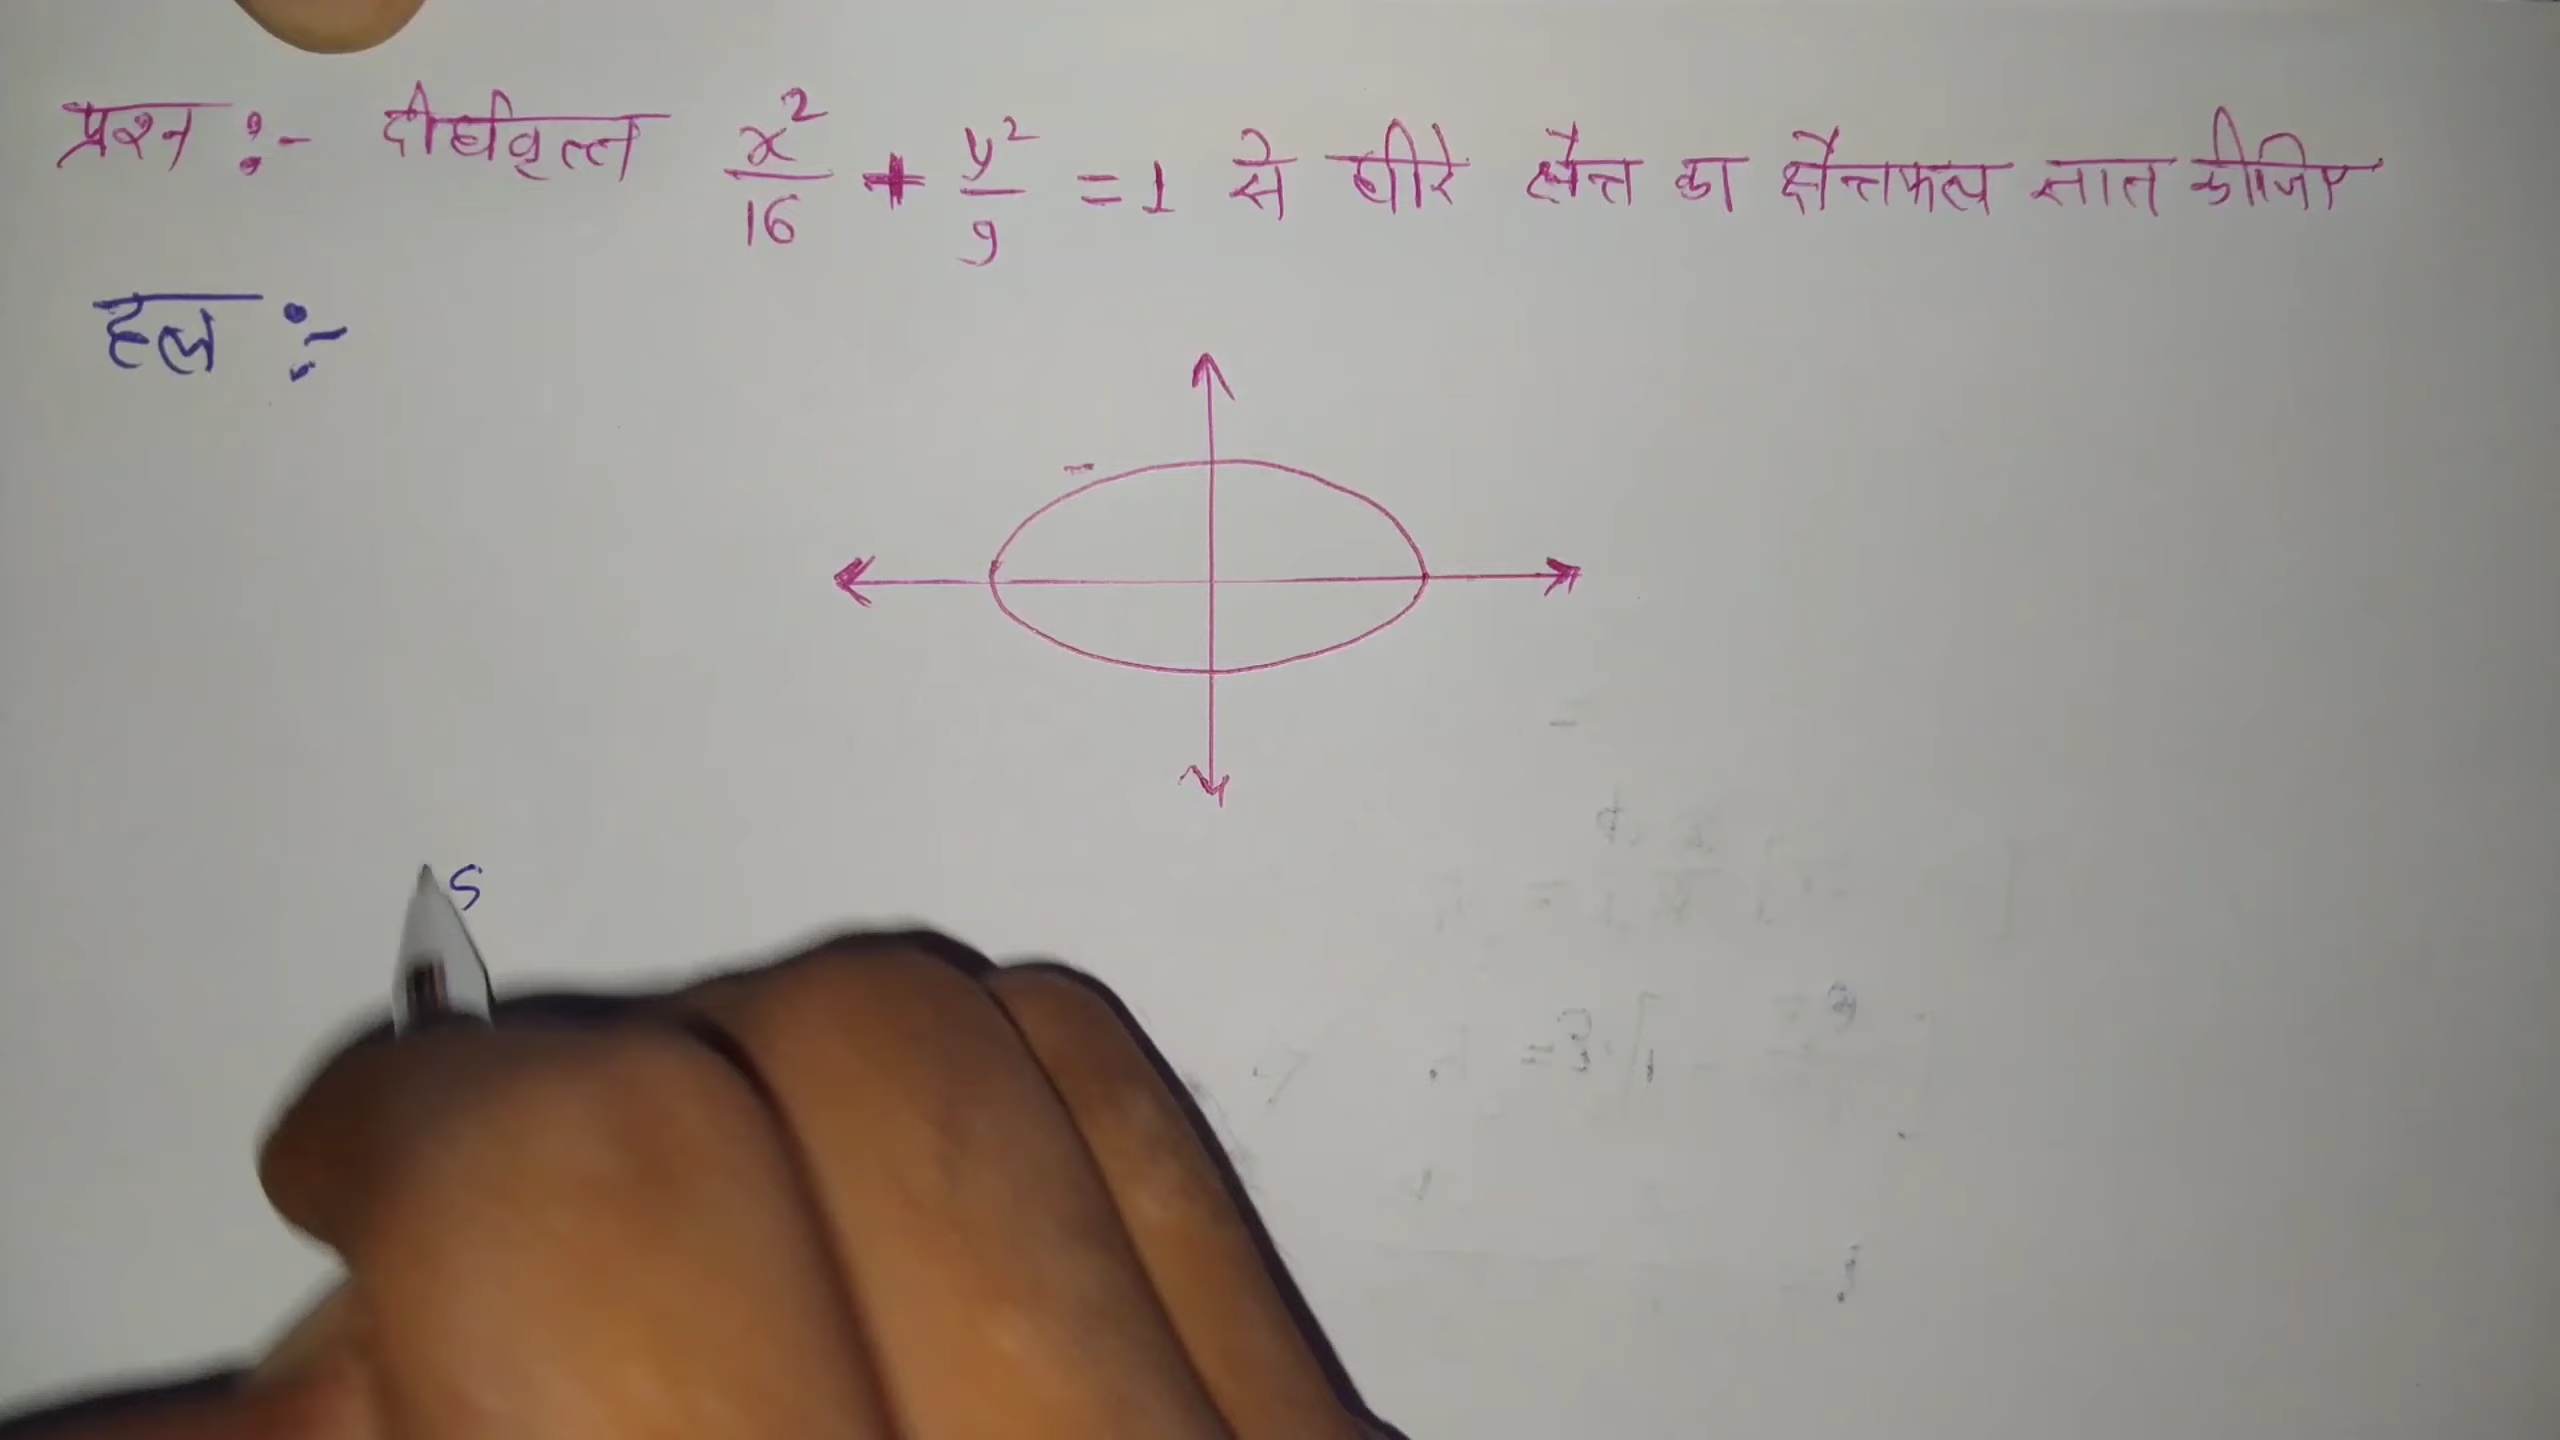 प्रश्न :- दीर्घवृत्त x²/16 + y²/9 = 1 से घीरे क्षैत्र का क्षैत्रफल ज्ञात कीजिए
हल :-
S